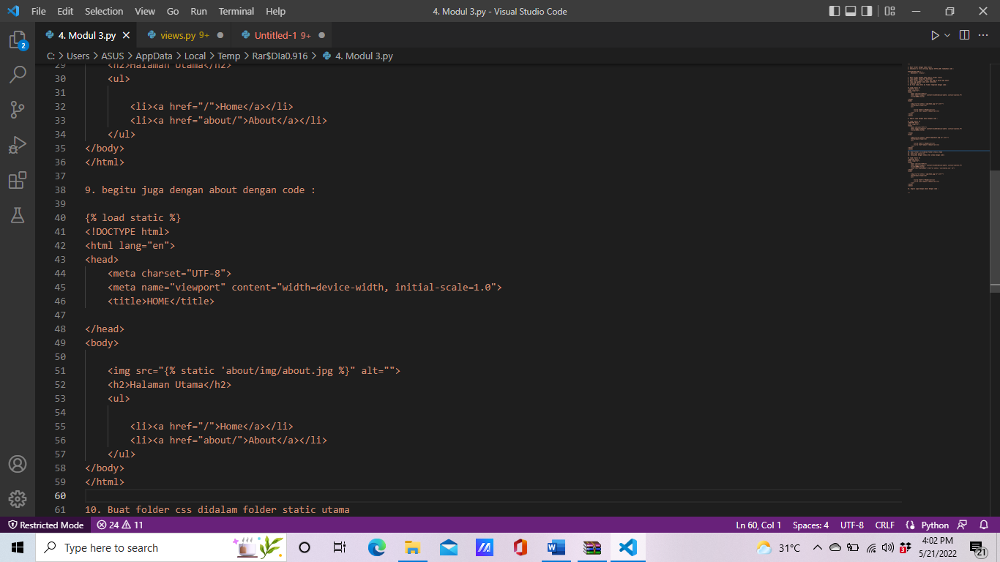 File Edit Selection View Go Run Terminal Help 4. Modul 3.py - Visual Studio Code
4. Modul 3.py views.py 9+ Untitled-1 9+
C: > Users > ASUS > AppData > Local > Temp > Rar$DIa0.916 > 4. Modul 3.py
29 <h2>Halaman Utama</h2>
30 <ul>
31
32 <li><a href="/">Home</a></li>
33 <li><a href="about/">About</a></li>
34 </ul>
35 </body>
36 </html>
37
38 9. begitu juga dengan about dengan code :
39
40 {% load static %}
41 <!DOCTYPE html>
42 <html lang="en">
43 <head>
44 <meta charset="UTF-8">
45 <meta name="viewport" content="width=device-width, initial-scale=1.0">
46 <title>HOME</title>
47
48 </head>
49 <body>
50
51 <img src="{% static 'about/img/about.jpg %}" alt="">
52 <h2>Halaman Utama</h2>
53 <ul>
54
55 <li><a href="/">Home</a></li>
56 <li><a href="about/">About</a></li>
57 </ul>
58 </body>
59 </html>
60
61 10. Buat folder css didalam folder static utama
2
Restricted Mode 24 11 Ln 60, Col 1 Spaces: 4 UTF-8 CRLF Python
Type here to search 31°C 4:02 PM
5/21/2022 21